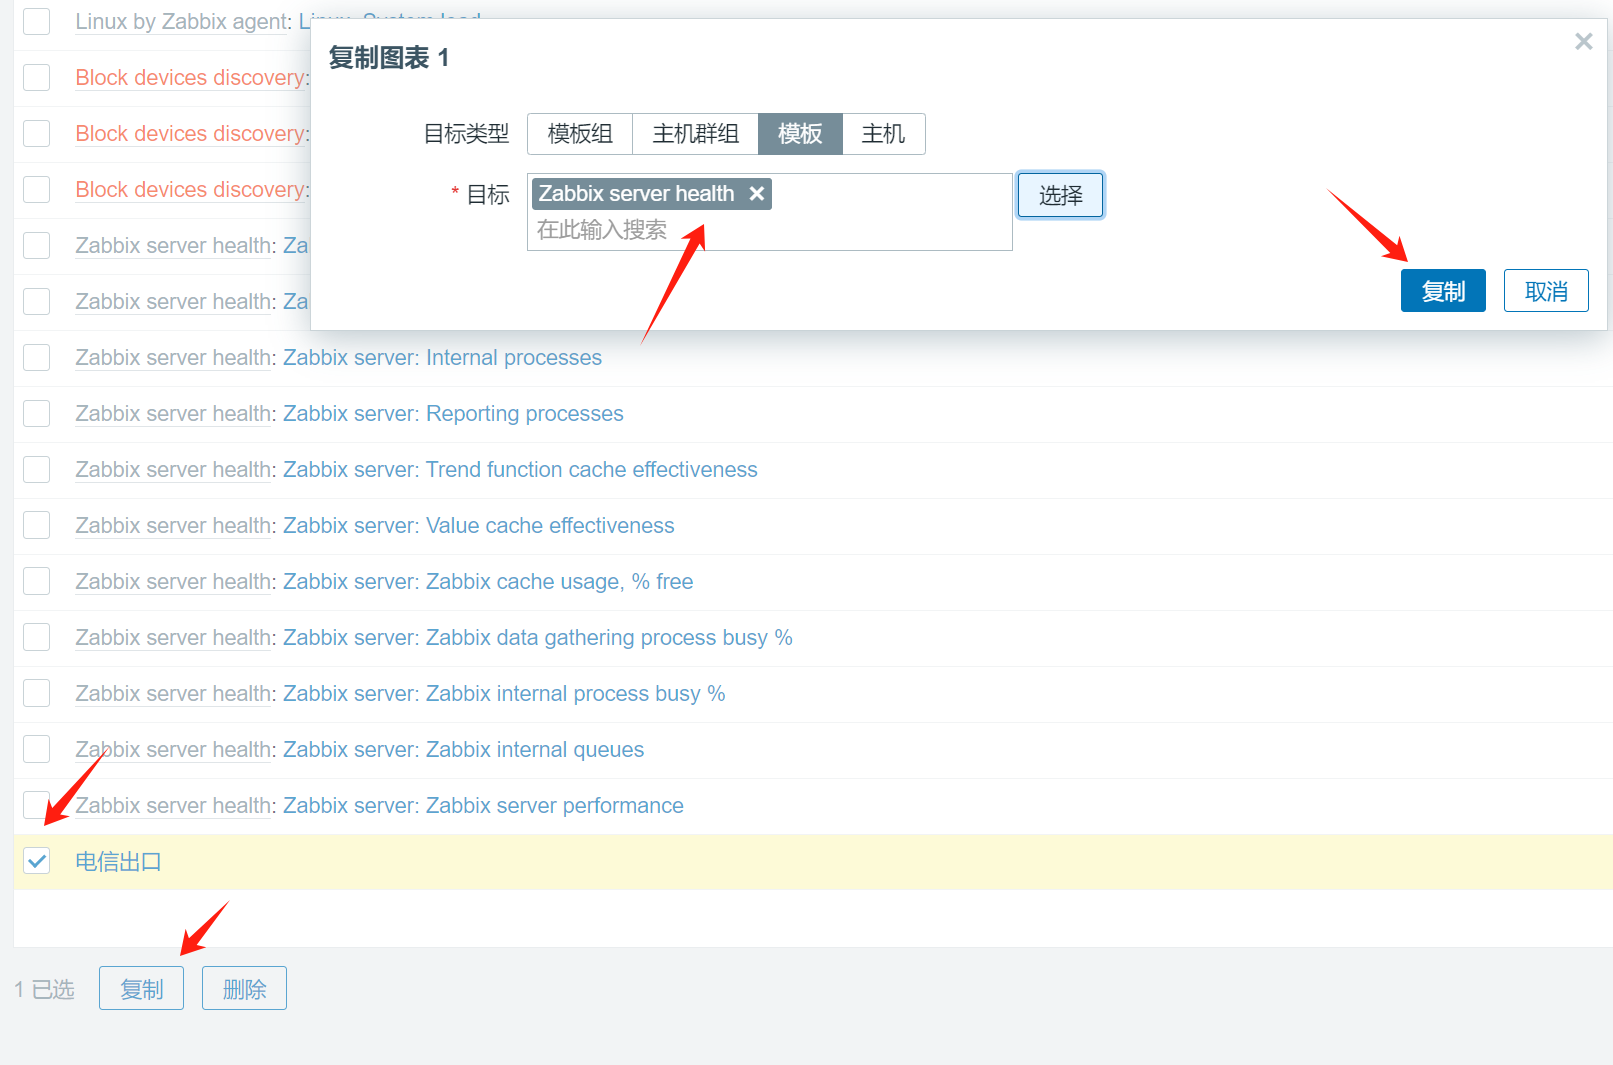 Linux by Zabbix agent: Linux: System load
复制图表 1
Block devices discovery:
目标类型 模板组 主机群组 模板 主机
Block devices discovery:
Block devices discovery:
* 目标 Zabbix server health 选择
在此输入搜索
Zabbix server health: Za
复制 取消
Zabbix server health: Za
Zabbix server health: Zabbix server: Internal processes
Zabbix server health: Zabbix server: Reporting processes
Zabbix server health: Zabbix server: Trend function cache effectiveness
Zabbix server health: Zabbix server: Value cache effectiveness
Zabbix server health: Zabbix server: Zabbix cache usage, % free
Zabbix server health: Zabbix server: Zabbix data gathering process busy %
Zabbix server health: Zabbix server: Zabbix internal process busy %
Zabbix server health: Zabbix server: Zabbix internal queues
Zabbix server health: Zabbix server: Zabbix server performance
电信出口
1 已选 复制 删除